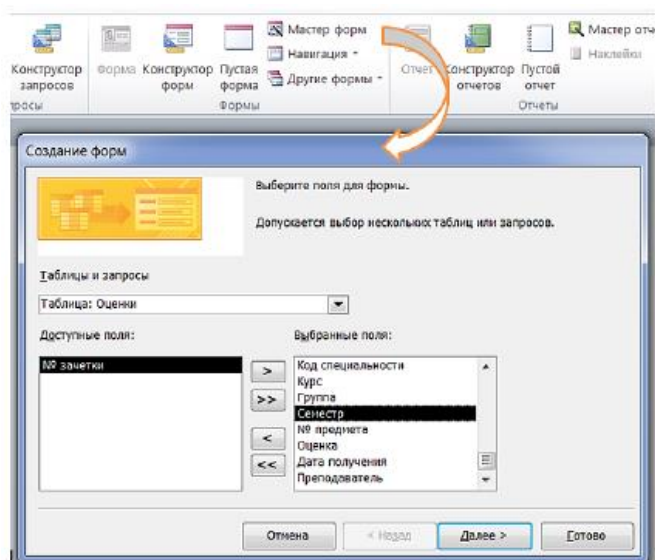 Конструктор запросов
Форма
Конструктор форм
Пустая форма
Мастер форм
Навигация
Другие формы
Отчет
Конструктор отчетов
Пустой отчет
Мастер отч
Наклейки
росы
Формы
Отчеты
Создание форм
Выберите поля для формы.
Допускается выбор нескольких таблиц или запросов.
Таблицы и запросы
Таблица: Оценки
Доступные поля:
№ зачетки
>
>>
<
<<
Выбранные поля:
Код специальности
Курс
Группа
Семестр
№ предмета
Оценка
Дата получения
Преподаватель
Отмена
< Назад
Далее >
Готово